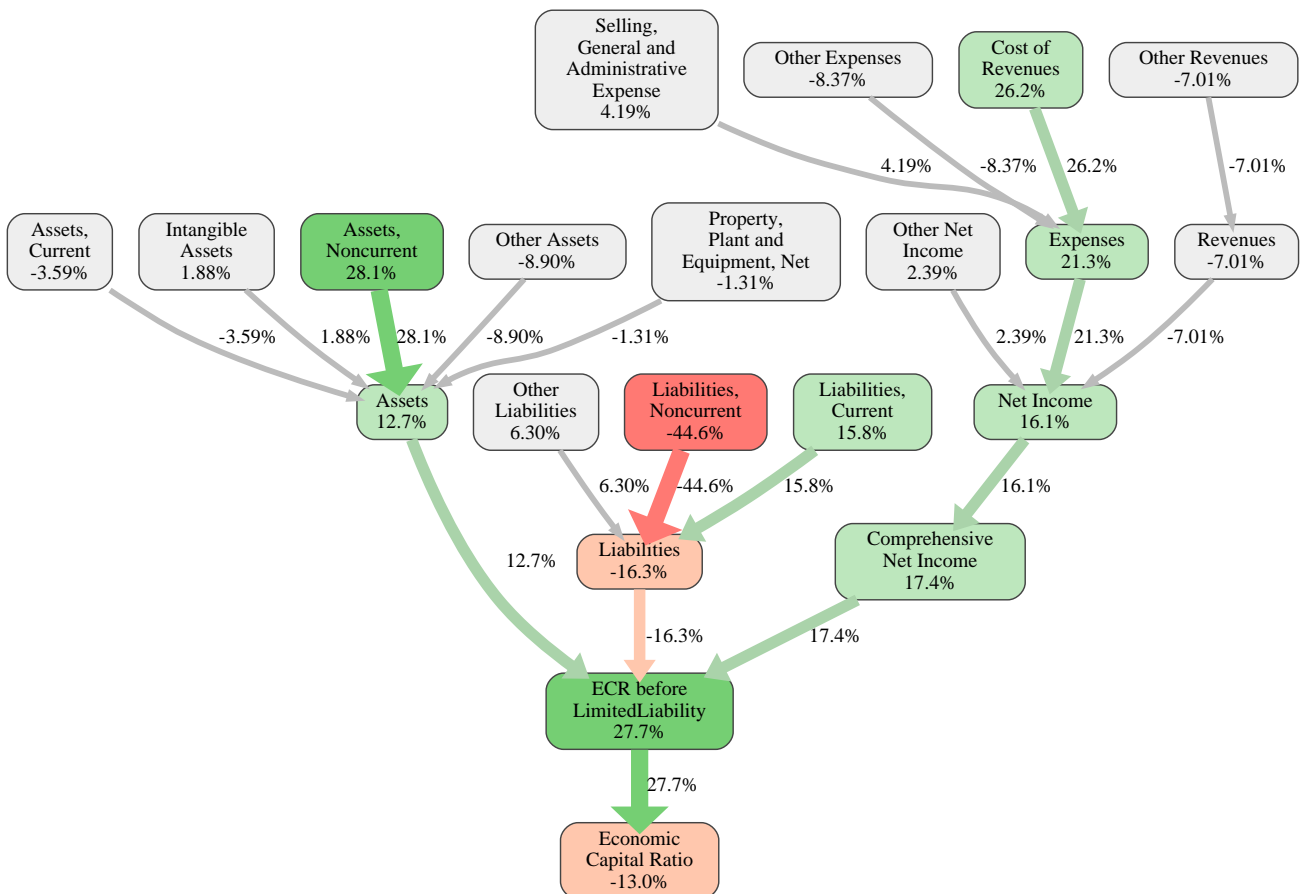 Selling,
General and
Administrative
Expense
4.19%
Other Expenses
-8.37%
Cost of
Revenues
26.2%
Other Revenues
-7.01%
4.19%
-8.37%
26.2%
-7.01%
Assets,
Current
-3.59%
Intangible
Assets
1.88%
Assets,
Noncurrent
28.1%
Other Assets
-8.90%
Property,
Plant and
Equipment, Net
-1.31%
Other Net
Income
2.39%
Expenses
21.3%
Revenues
-7.01%
-3.59%
1.88%
28.1%
-8.90%
-1.31%
2.39%
21.3%
-7.01%
Assets
12.7%
Other
Liabilities
6.30%
Liabilities,
Noncurrent
-44.6%
Liabilities,
Current
15.8%
Net Income
16.1%
6.30%
-44.6%
15.8%
16.1%
12.7%
Liabilities
-16.3%
Comprehensive
Net Income
17.4%
-16.3%
17.4%
ECR before
LimitedLiability
27.7%
27.7%
Economic
Capital Ratio
-13.0%